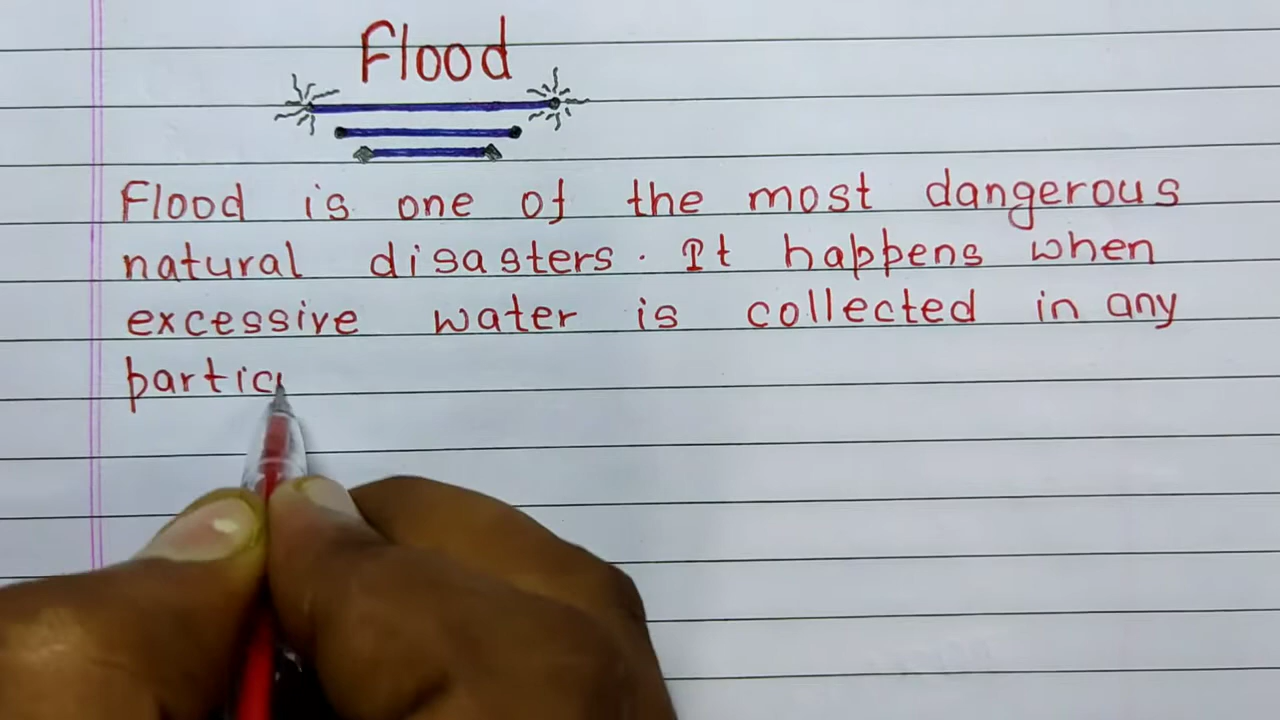 Flood
Flood is one of the most dangerous
natural disasters. It happens when
excessive water is collected in any
particu